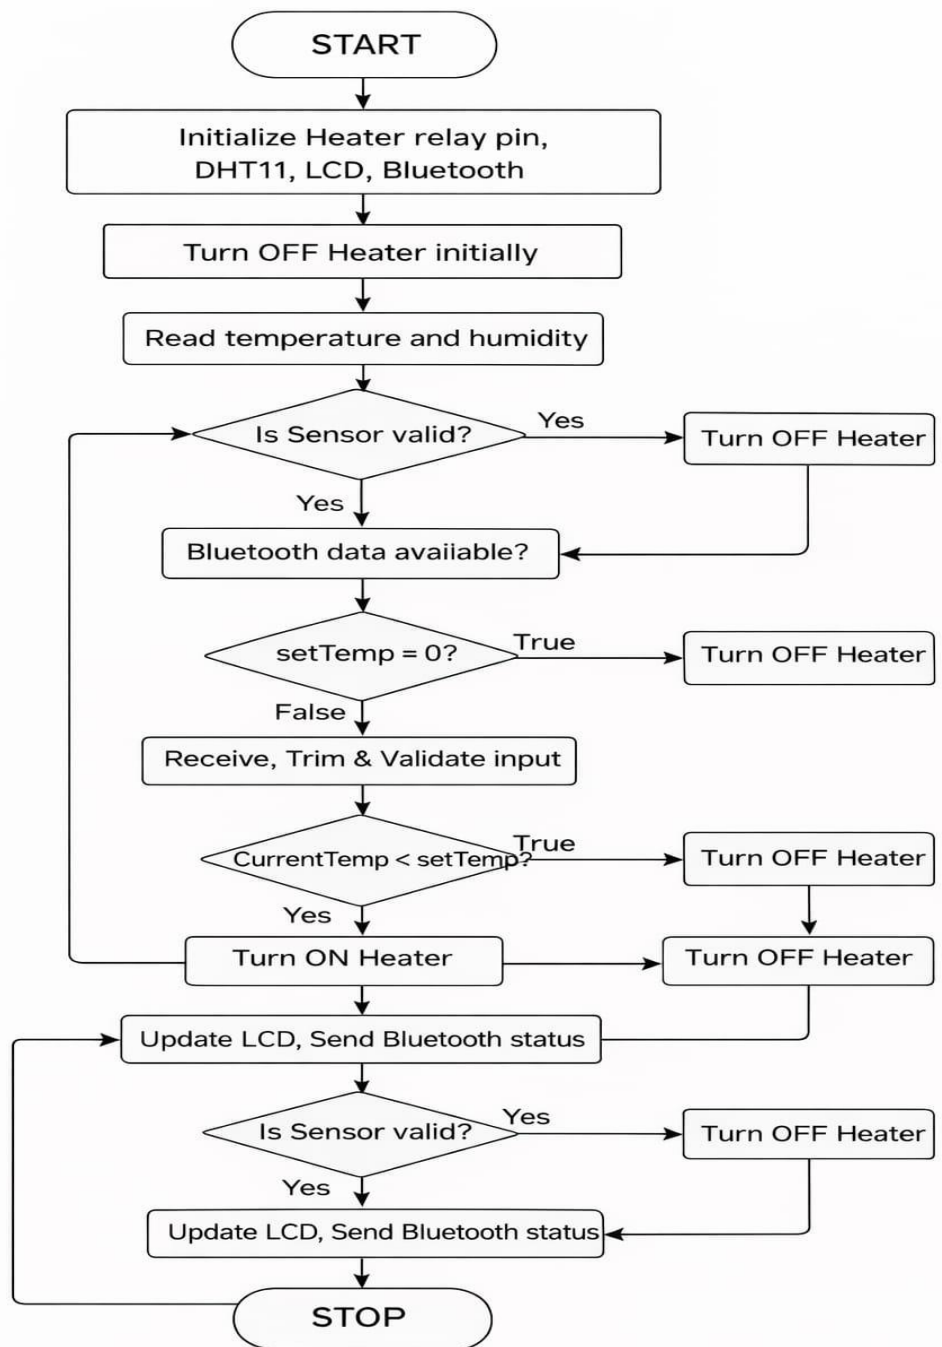 START
Initialize Heater relay pin,
DHT11, LCD, Bluetooth
Turn OFF Heater initially
Read temperature and humidity
Is Sensor valid?
Yes
Turn OFF Heater
Yes
Bluetooth data avaiiable?
setTemp = 0?
True
Turn OFF Heater
False
Receive, Trim & Validate input
CurrentTemp < setTemp?
True
Turn OFF Heater
Yes
Turn ON Heater
Turn OFF Heater
Update LCD, Send Bluetooth status
Is Sensor valid?
Yes
Turn OFF Heater
Yes
Update LCD, Send Bluetooth status
STOP